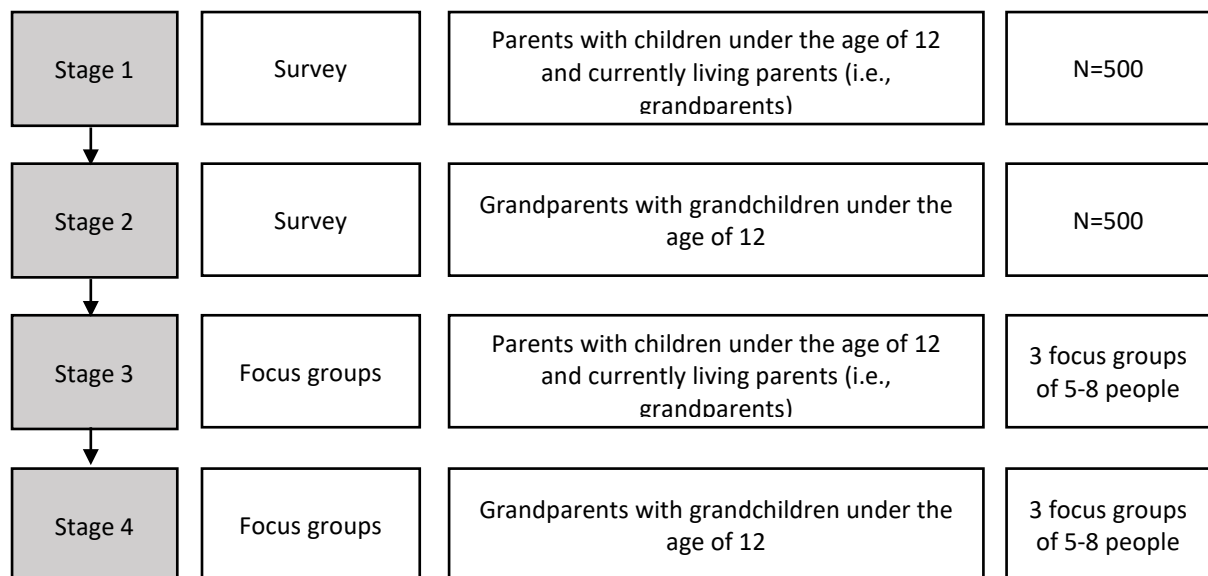 Stage 1
Survey
Parents with children under the age of 12
and currently living parents (i.e.,
grandparents)
N=500
Stage 2
Survey
Grandparents with grandchildren under the
age of 12
N=500
Stage 3
Focus groups
Parents with children under the age of 12
and currently living parents (i.e.,
grandparents)
3 focus groups
of 5-8 people
Stage 4
Focus groups
Grandparents with grandchildren under the
age of 12
3 focus groups
of 5-8 people